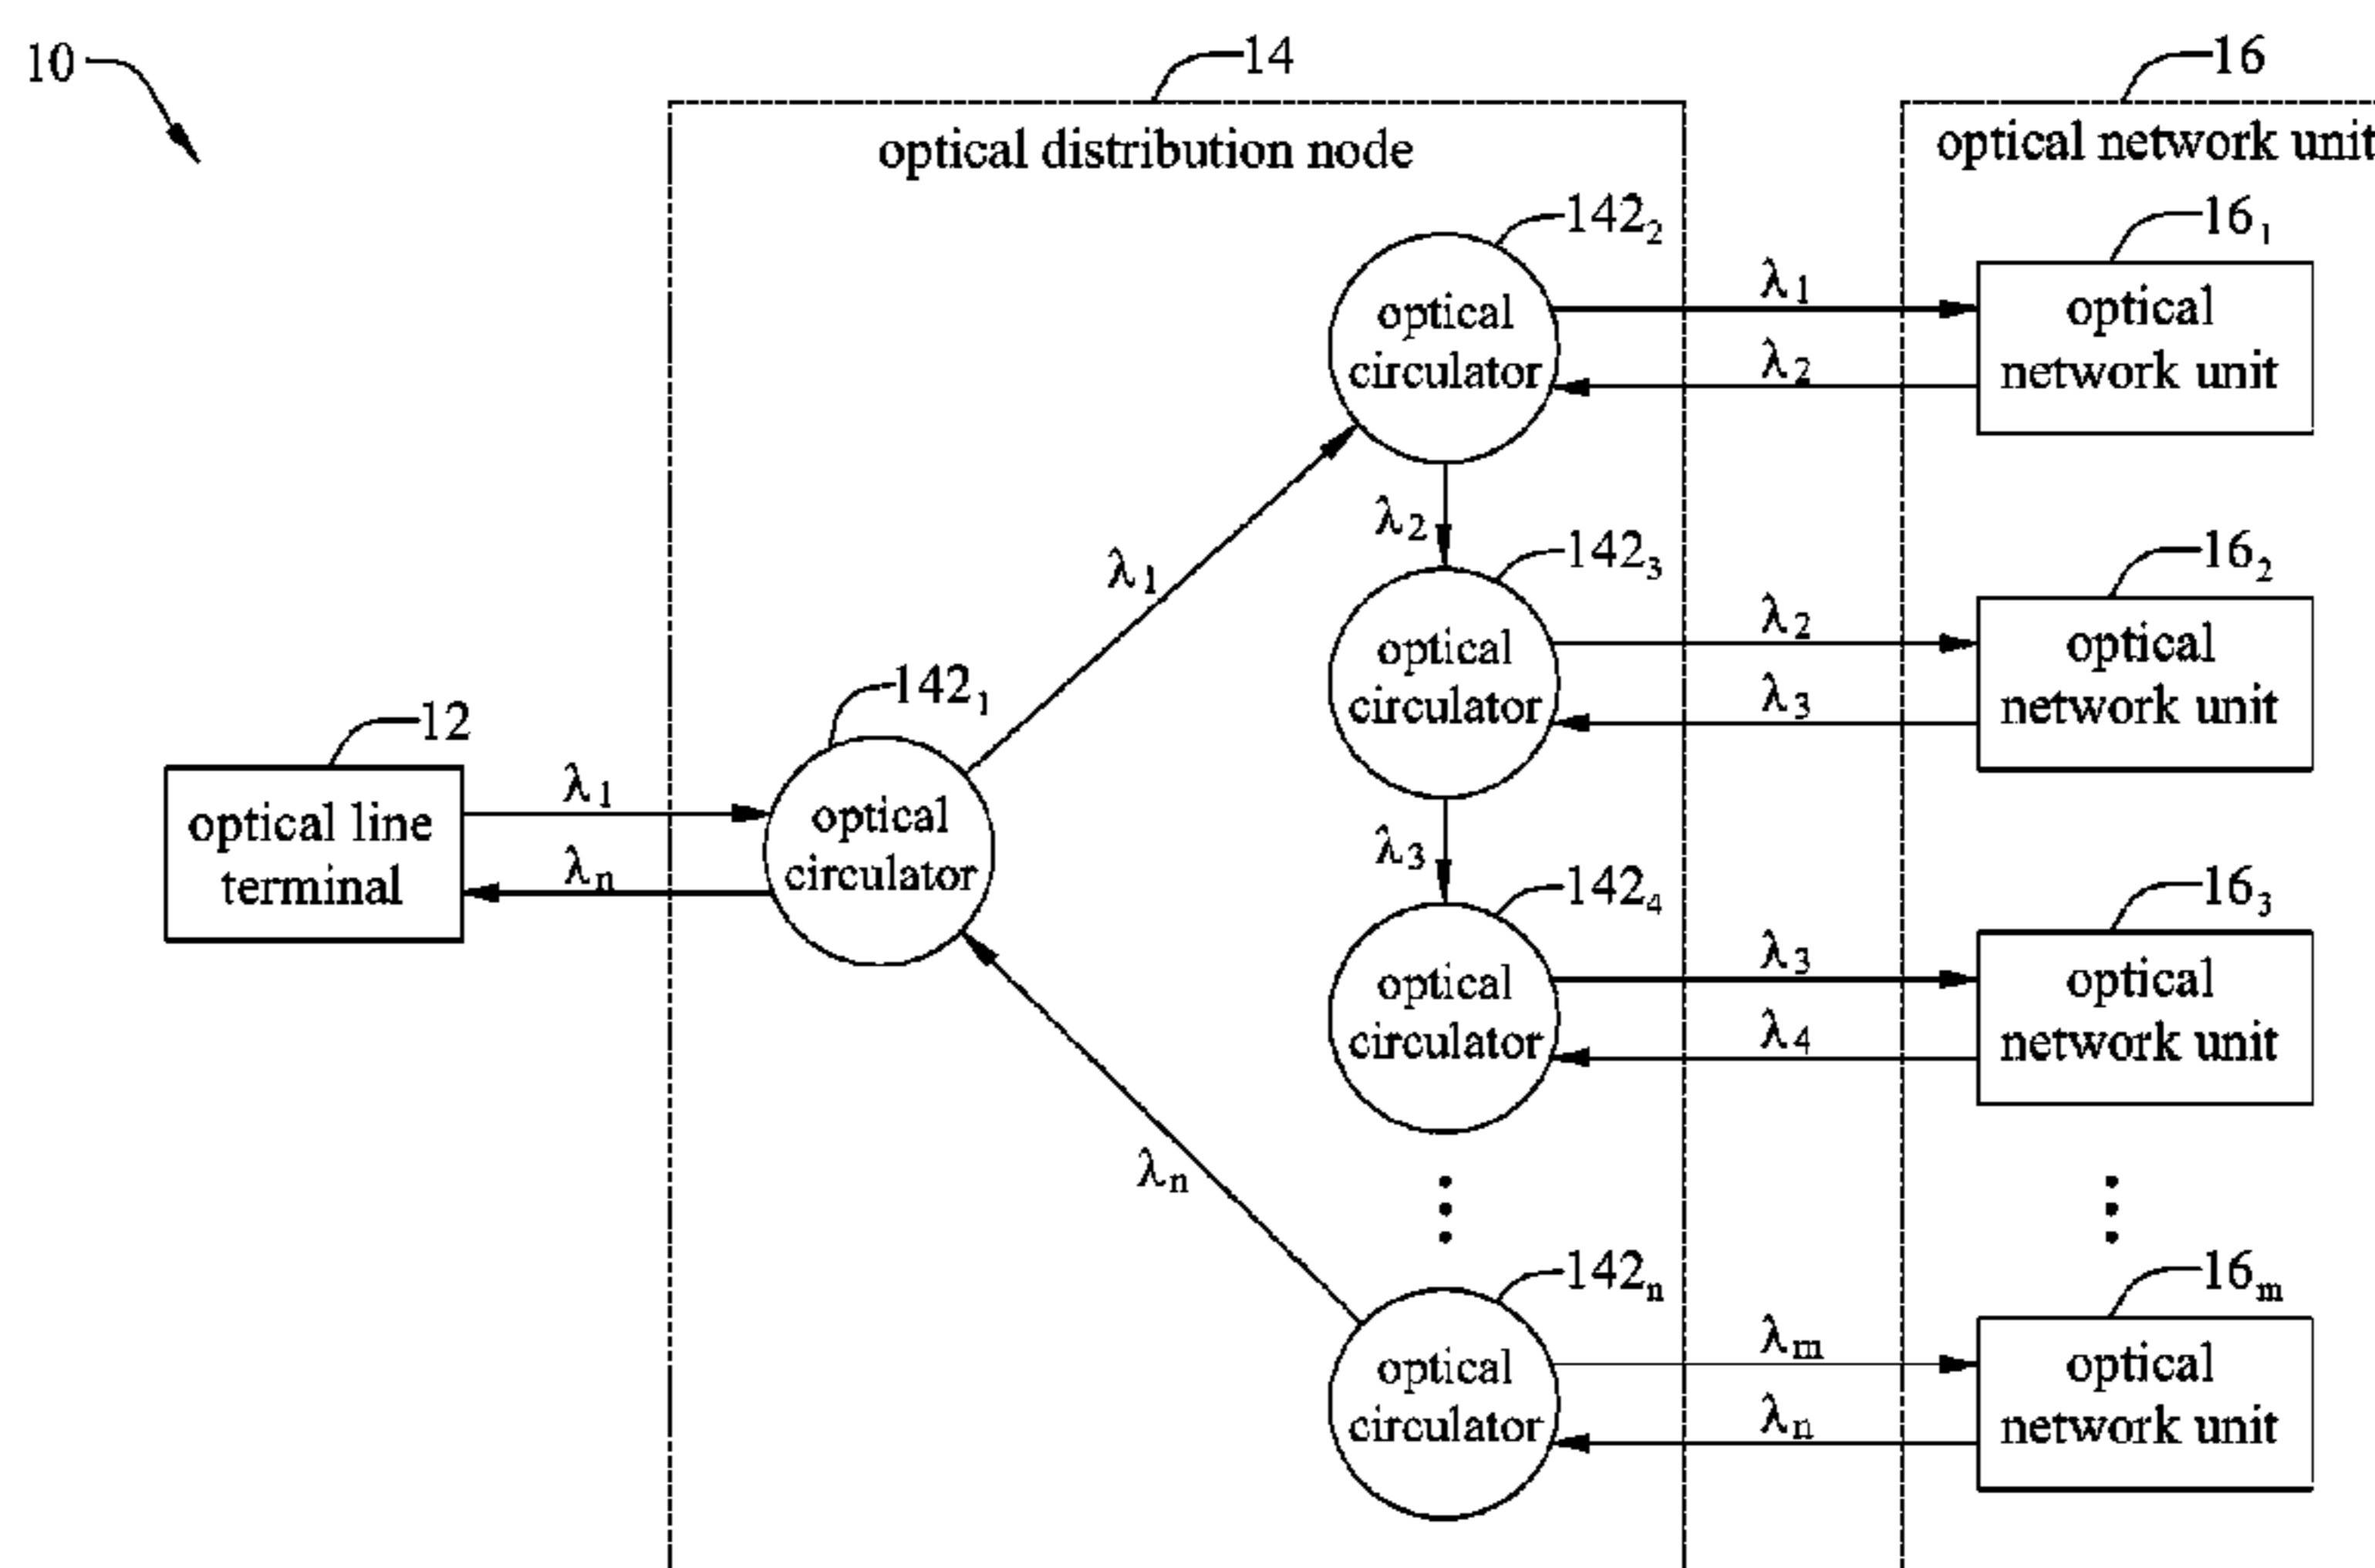 10
14
16
optical distribution node
optical network unit
142₂
16₁
optical
circulator
λ₁
λ₂
optical
network unit
λ₂
142₃
16₂
λ₁
optical
circulator
λ₂
λ₃
optical
network unit
12
142₁
optical line
terminal
λ₁
λn
optical
circulator
λ₃
142₄
16₃
optical
circulator
λ₃
λ₄
optical
network unit
λn
142n
16m
optical
circulator
λm
λn
optical
network unit